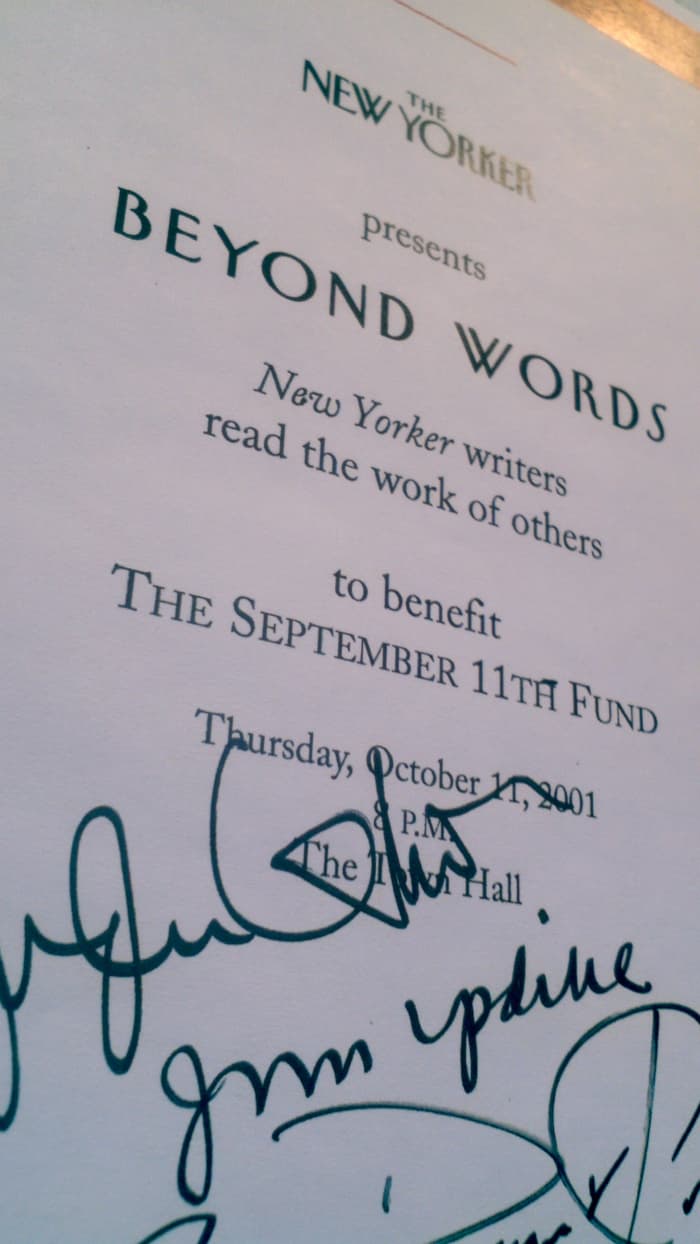 THE
NEW YORKER
presents
BEYOND WORDS
New Yorker writers
read the work of others
to benefit
THE SEPTEMBER 11TH FUND
Thursday, October 11, 2001
8 P.M.
The Town Hall
John Updike